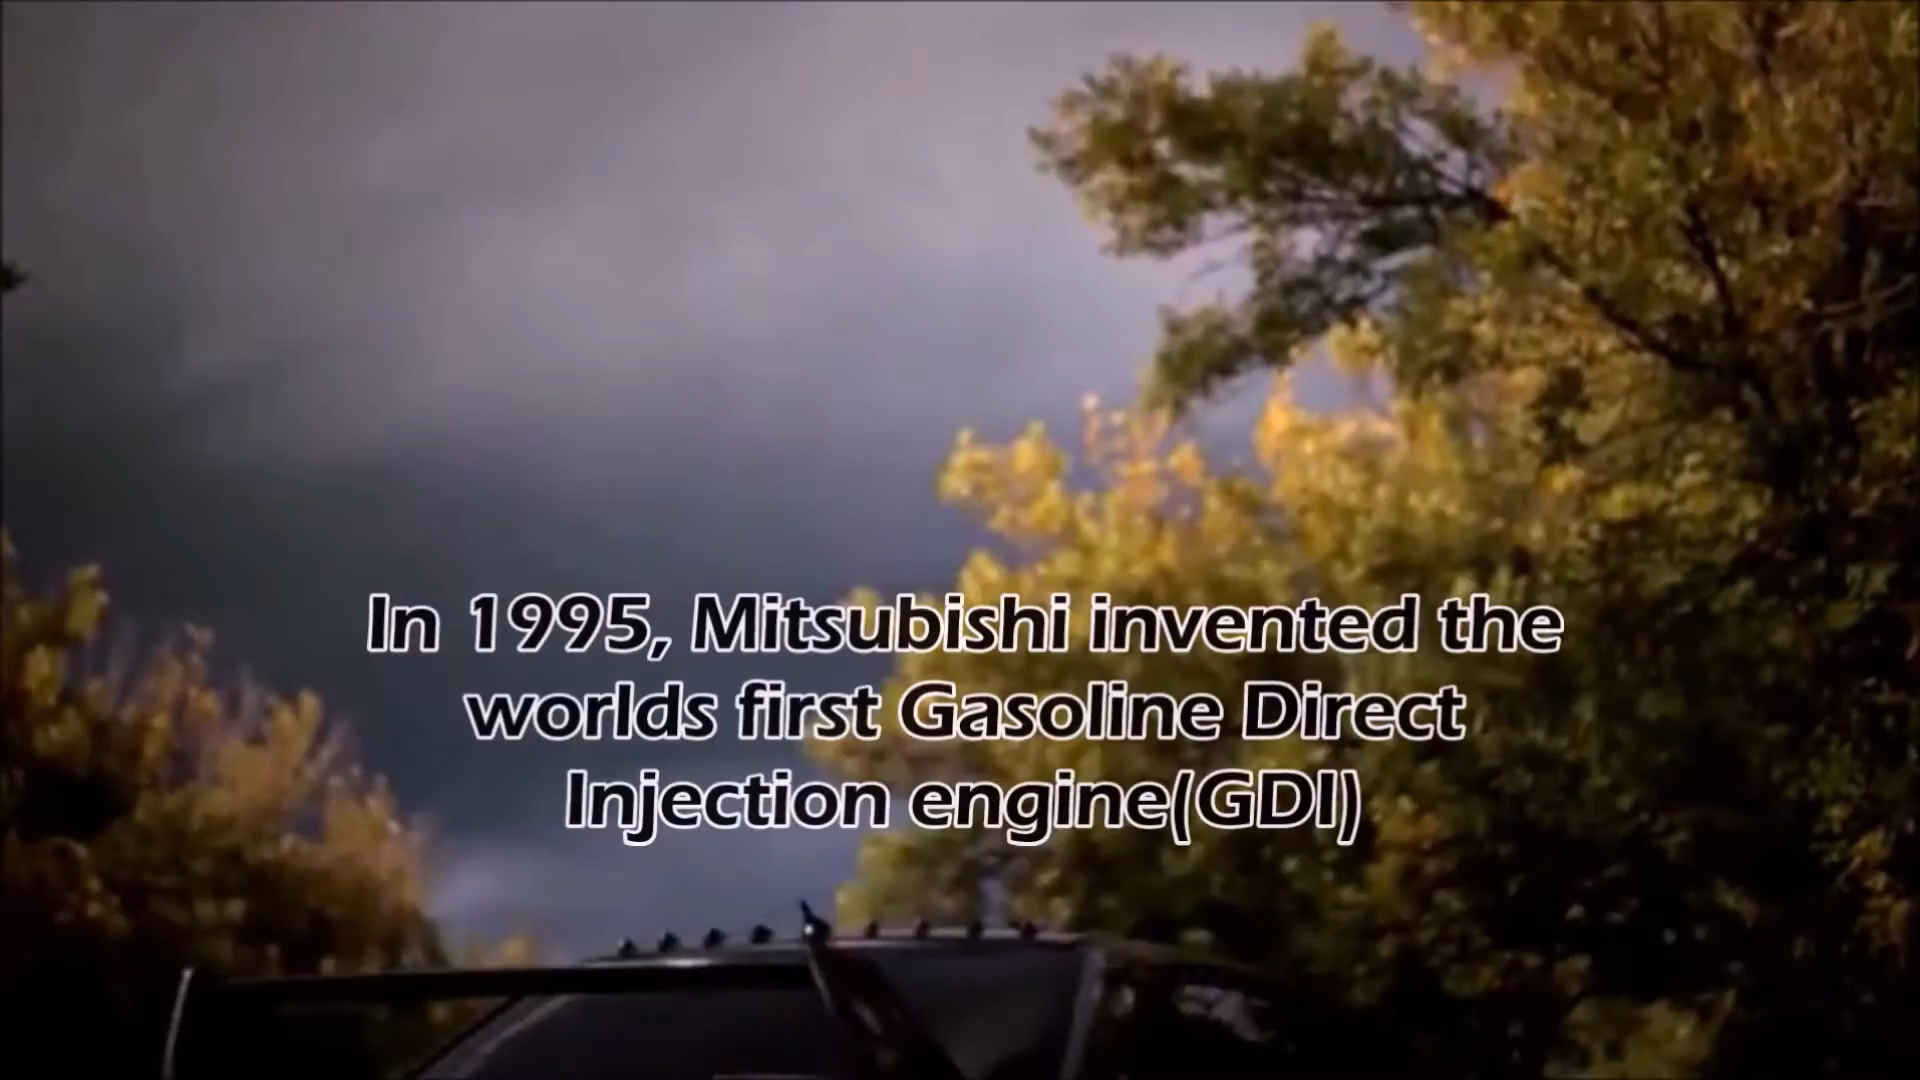 In 1995, Mitsubishi invented the
worlds first Gasoline Direct
Injection engine(GDI)